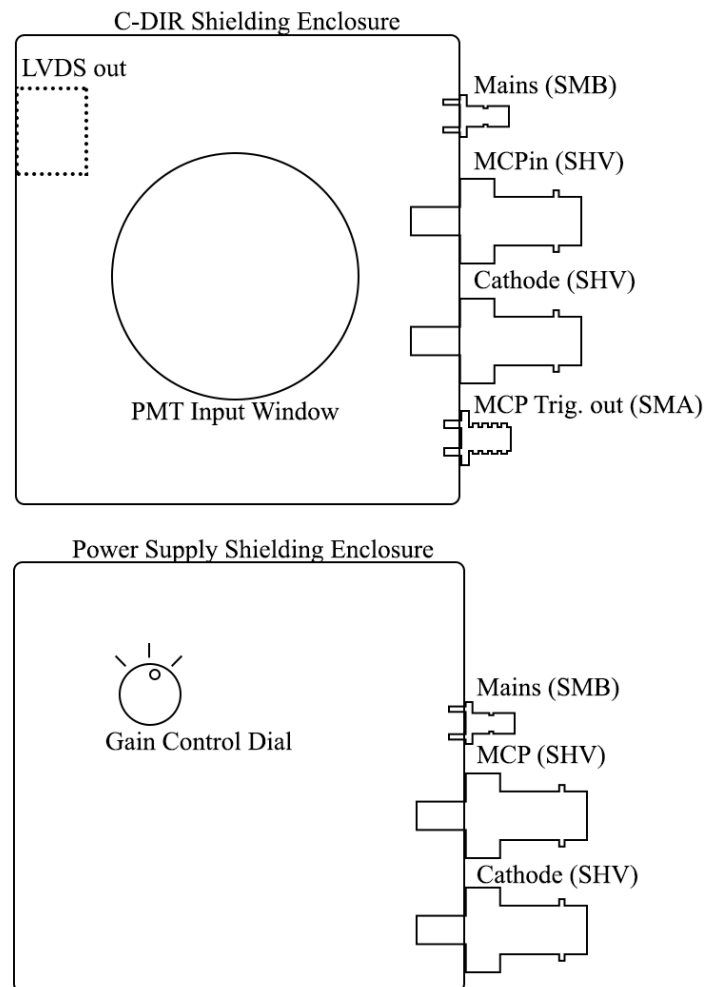 C-DIR Shielding Enclosure
LVDS out
Mains (SMB)
MCPin (SHV)
Cathode (SHV)
PMT Input Window
MCP Trig. out (SMA)
Power Supply Shielding Enclosure
Gain Control Dial
Mains (SMB)
MCP (SHV)
Cathode (SHV)